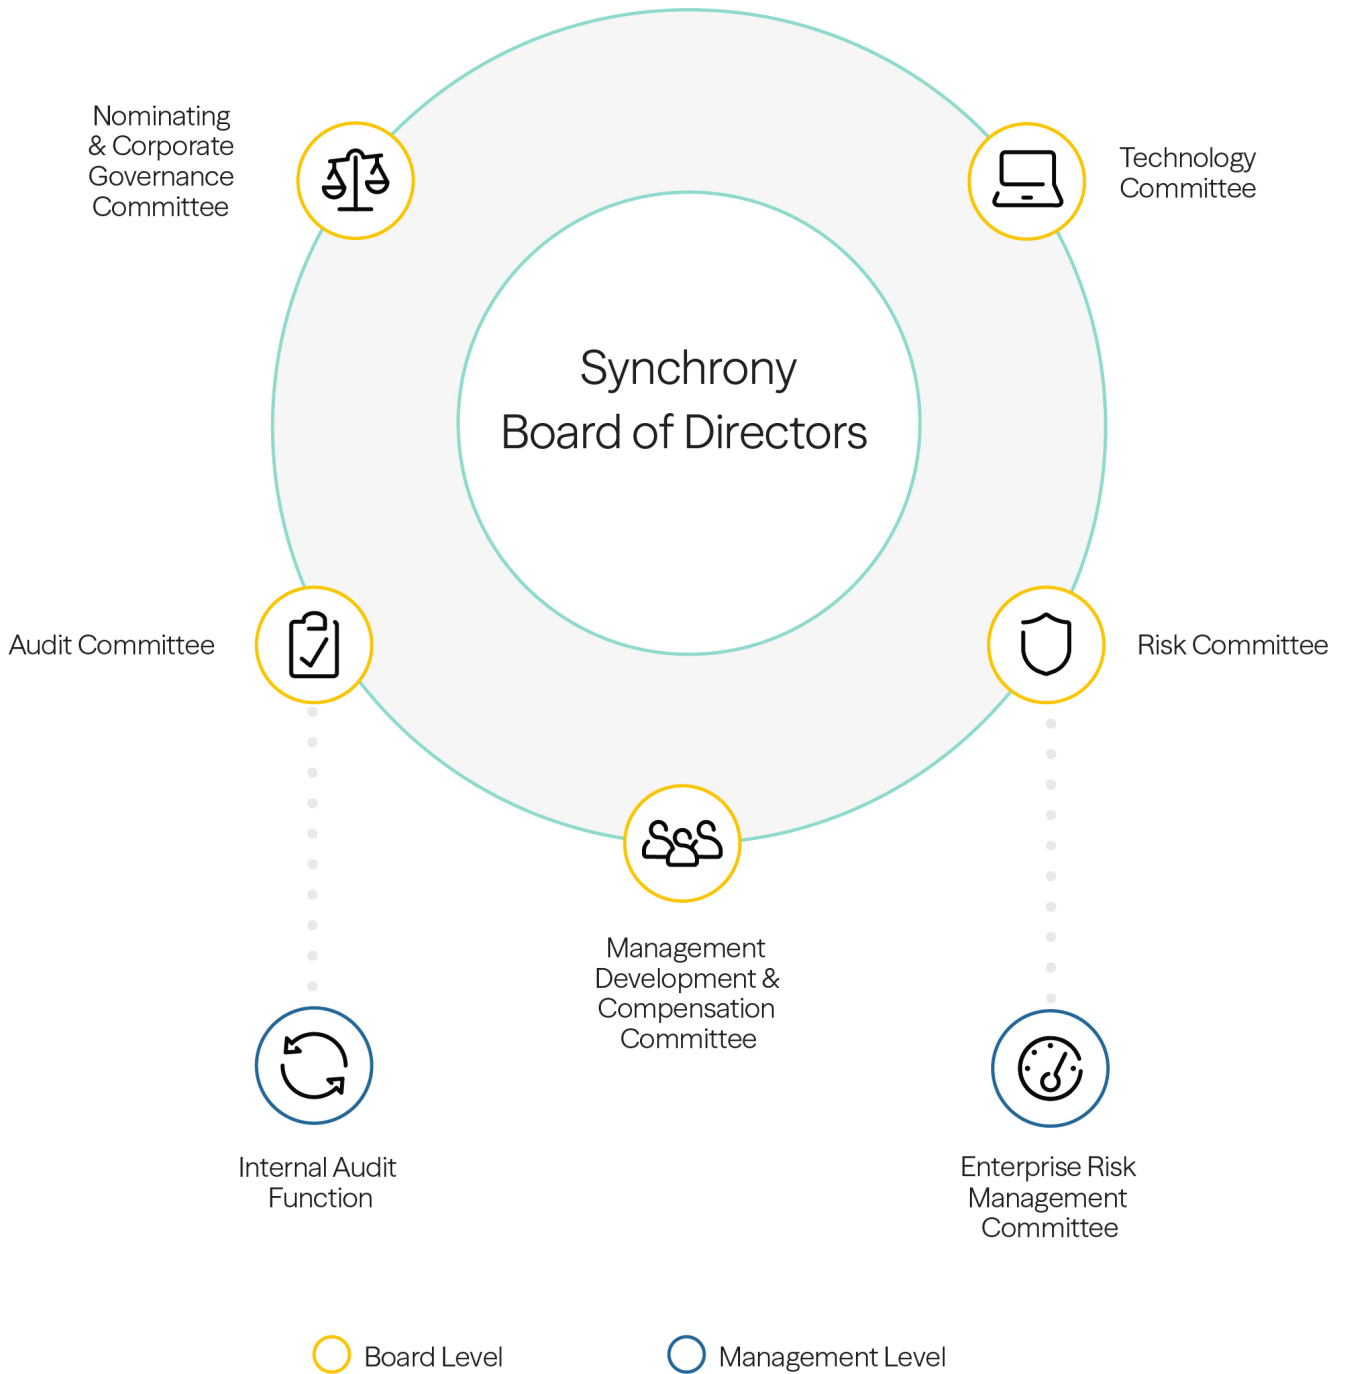 Nominating
& Corporate
Governance
Committee
Technology
Committee
Synchrony
Board of Directors
Audit Committee
Risk Committee
Management
Development &
Compensation
Committee
Internal Audit
Function
Enterprise Risk
Management
Committee
Board Level
Management Level